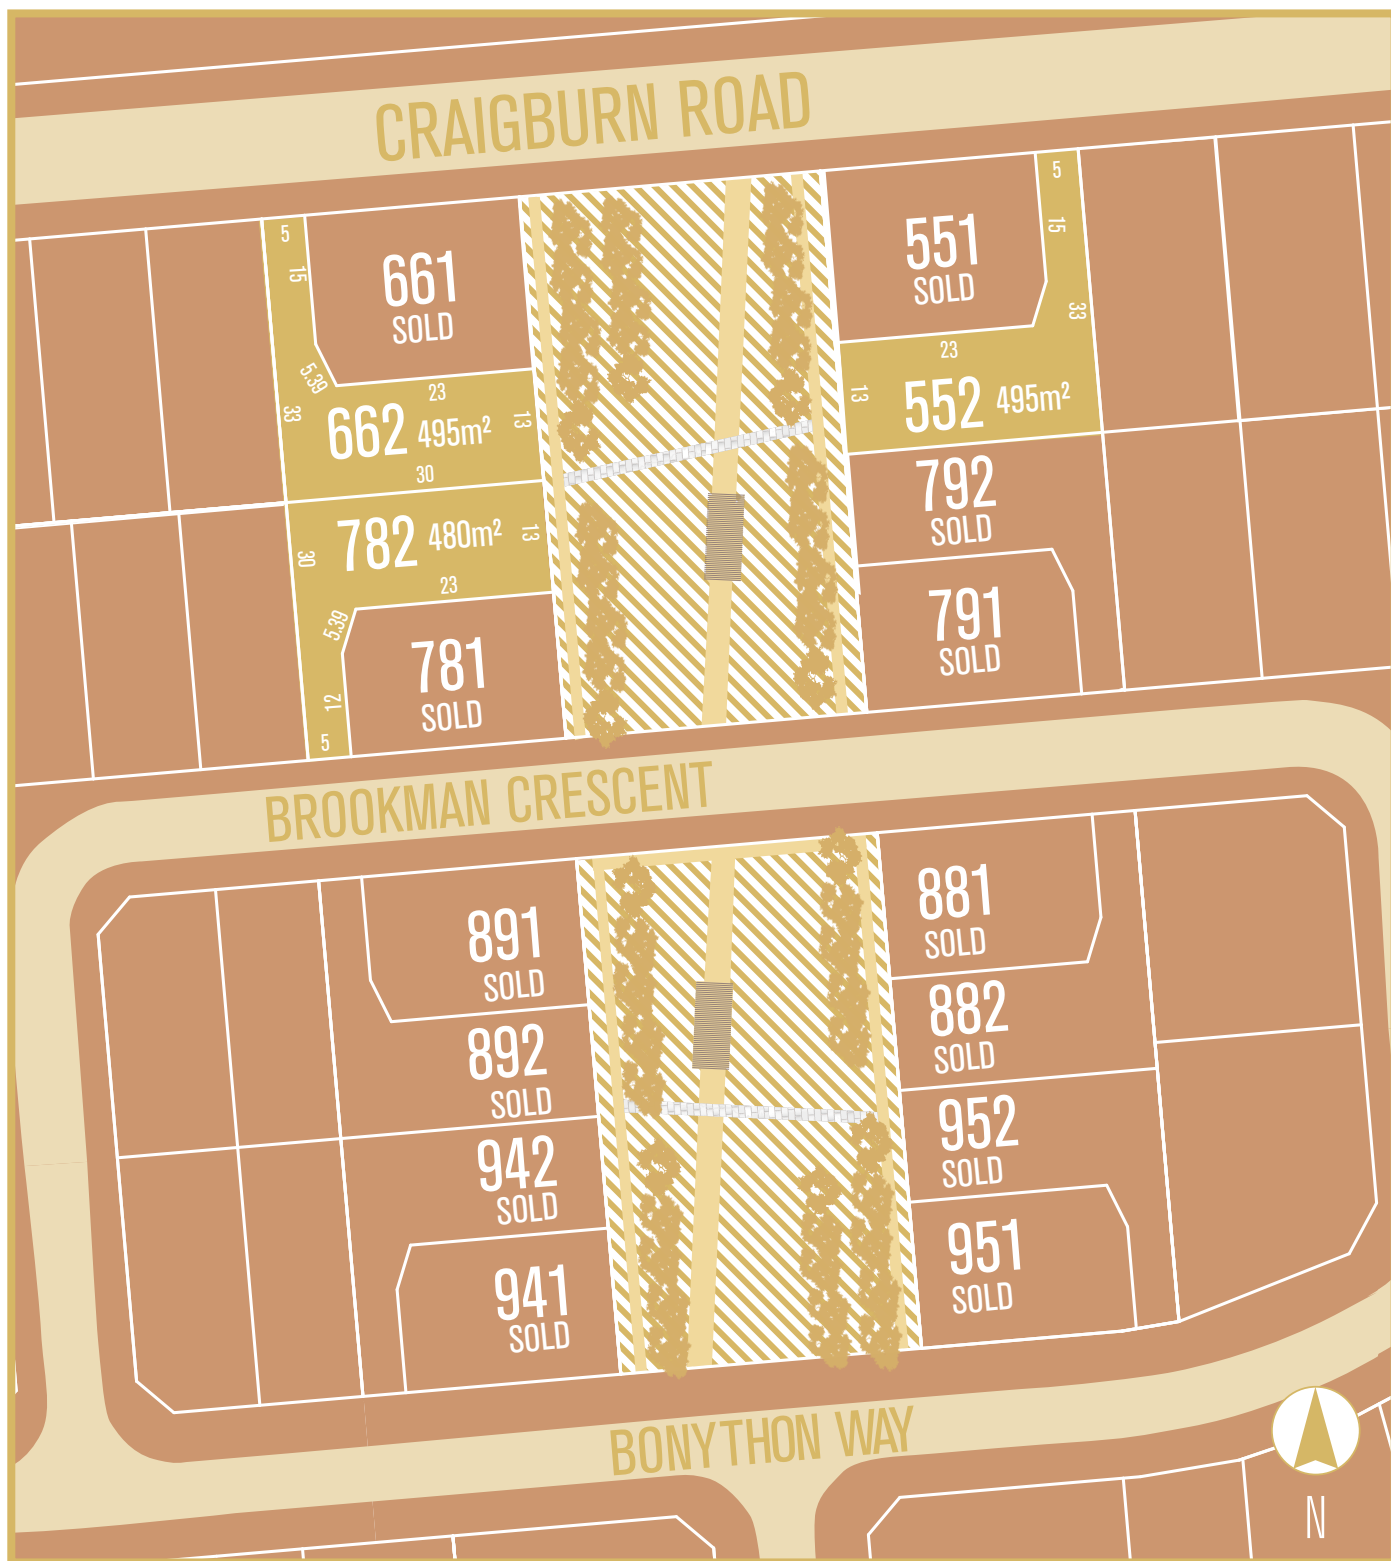 CRAIGBURN ROAD
5
15
661
SOLD
5.39
33
23
662 495m²
13
30
551
SOLD
5
15
33
23
13
552 495m²
782 480m²
13
30
23
5.39
12
5
781
SOLD
792
SOLD
791
SOLD
BROOKMAN CRESCENT
891
SOLD
892
SOLD
942
SOLD
941
SOLD
881
SOLD
882
SOLD
952
SOLD
951
SOLD
BONYTHON WAY
N